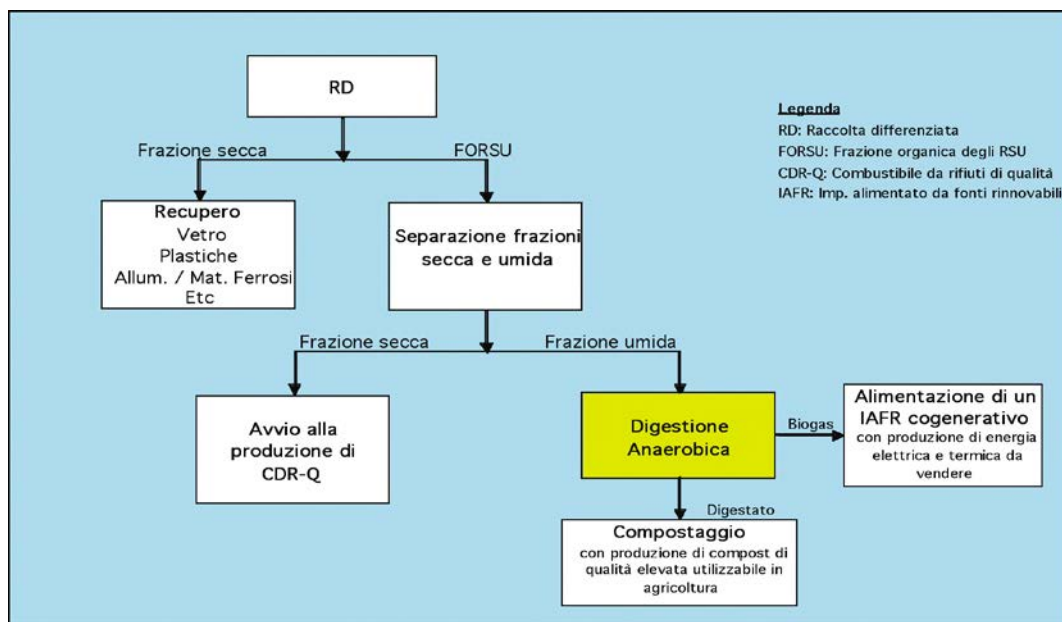 RD
Legenda
RD: Raccolta differenziata
FORSU: Frazione organica degli RSU
CDR-Q: Combustibile da rifiuti di qualità
IAFR: Imp. alimentato da fonti rinnovabili
Frazione secca
FORSU
Recupero
Vetro
Plastiche
Allum. / Mat. Ferrosi
Etc
Separazione frazioni
secca e umida
Frazione secca
Frazione umida
Avvio alla
produzione di
CDR-Q
Digestione
Anaerobica
Biogas
Alimentazione di un
IAFR cogenerativo
con produzione di energia
elettrica e termica da
vendere
Digestato
Compostaggio
con produzione di compost di
qualità elevata utilizzabile in
agricoltura